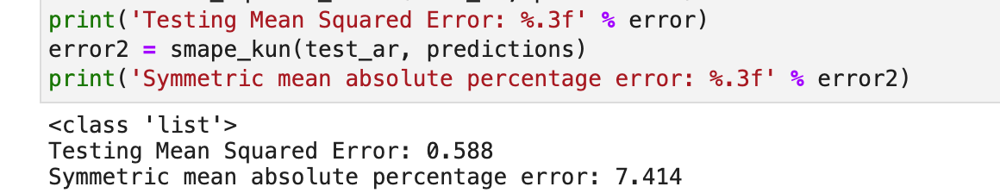 print('Testing Mean Squared Error: %.3f' % error)
error2 = smape_kun(test_ar, predictions)
print('Symmetric mean absolute percentage error: %.3f' % error2)
<class 'list'>
Testing Mean Squared Error: 0.588
Symmetric mean absolute percentage error: 7.414